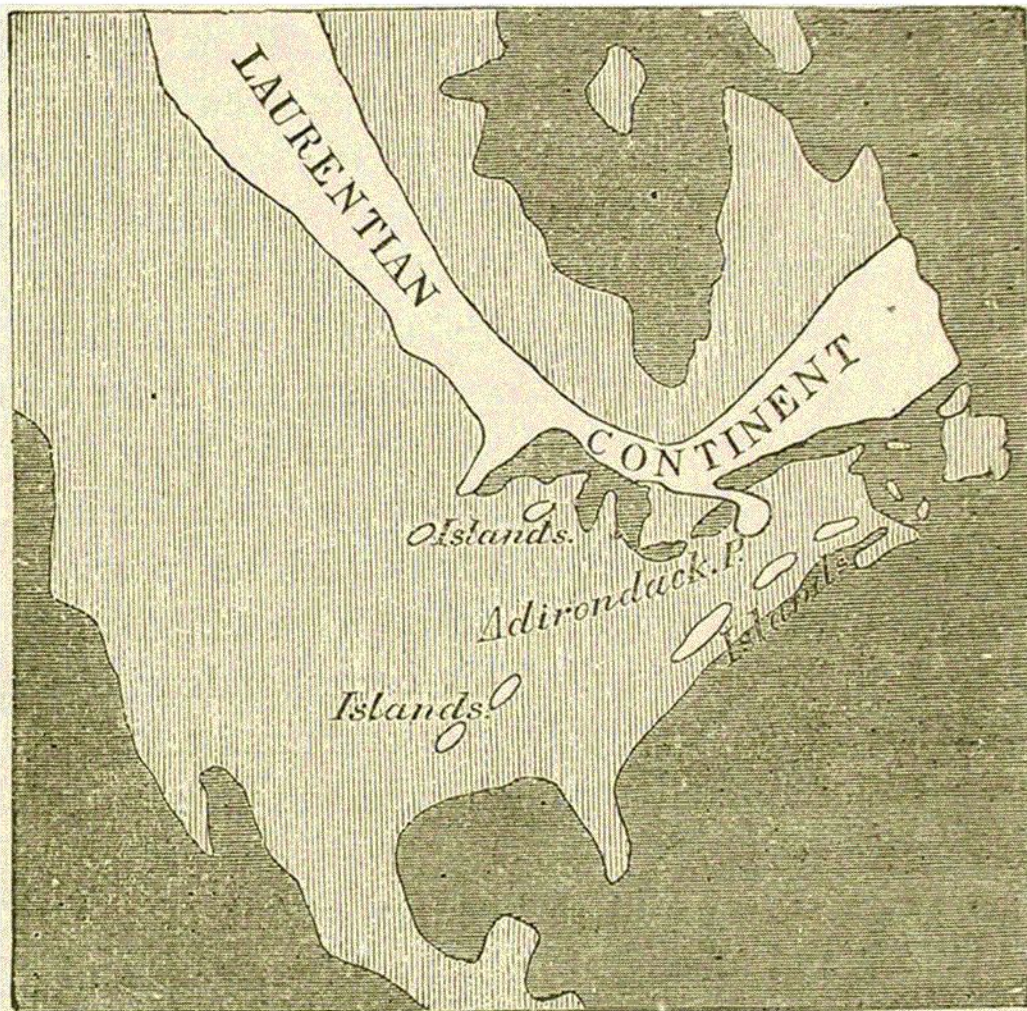 LAURENTIAN
CONTINENT
Islands.
Adirondack. P.
Islands.
Islands.